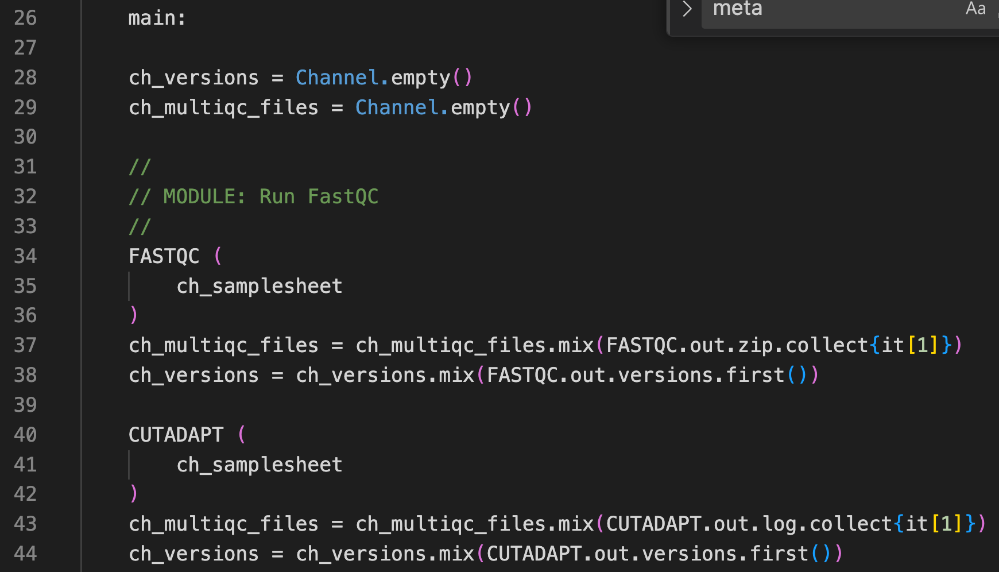 meta Aa
26 main:
27
28 ch_versions = Channel.empty()
29 ch_multiqc_files = Channel.empty()
30
31 //
32 // MODULE: Run FastQC
33 //
34 FASTQC (
35 ch_samplesheet
36 )
37 ch_multiqc_files = ch_multiqc_files.mix(FASTQC.out.zip.collect{it[1]})
38 ch_versions = ch_versions.mix(FASTQC.out.versions.first())
39
40 CUTADAPT (
41 ch_samplesheet
42 )
43 ch_multiqc_files = ch_multiqc_files.mix(CUTADAPT.out.log.collect{it[1]})
44 ch_versions = ch_versions.mix(CUTADAPT.out.versions.first())